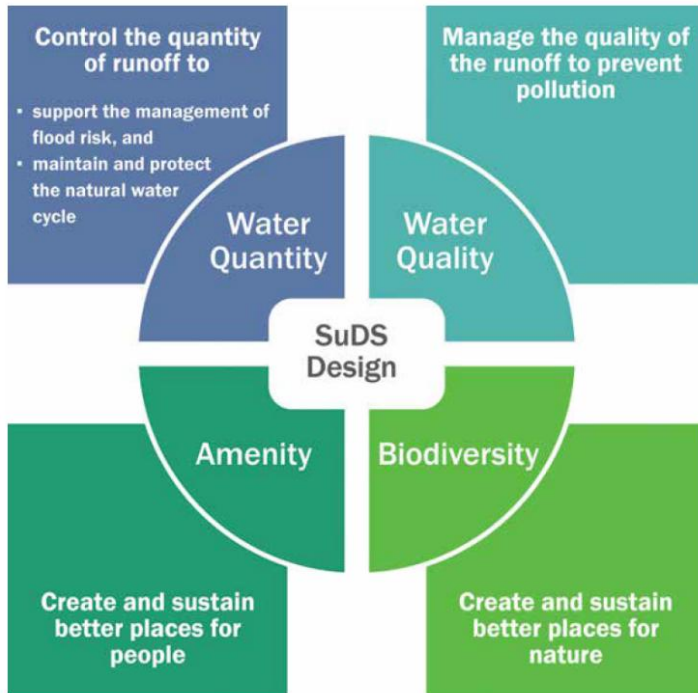 Control the quantity
of runoff to
▪ support the management of
flood risk, and
▪ maintain and protect
the natural water
cycle
Manage the quality of
the runoff to prevent
pollution
Water
Quantity
Water
Quality
SuDS
Design
Amenity
Biodiversity
Create and sustain
better places for
people
Create and sustain
better places for
nature